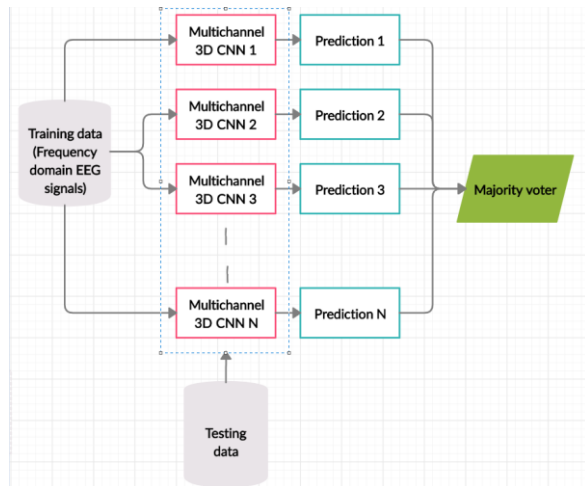 Multichannel
3D CNN 1
Prediction 1
Multichannel
3D CNN 2
Prediction 2
Training data
(Frequency
domain EEG
signals)
Multichannel
3D CNN 3
Prediction 3
Majority voter
Multichannel
3D CNN N
Prediction N
Testing
data